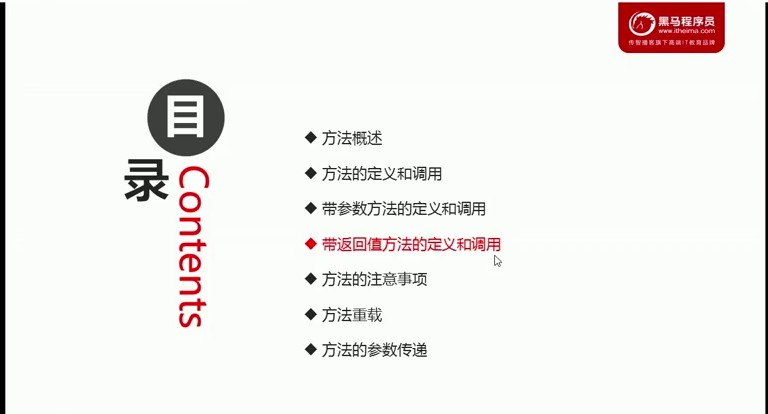 黑马程序员
www.itheima.com
传智播客旗下高端IT教育品牌
目录
Contents
◆ 方法概述
◆ 方法的定义和调用
◆ 带参数方法的定义和调用
◆ 带返回值方法的定义和调用
◆ 方法的注意事项
◆ 方法重载
◆ 方法的参数传递